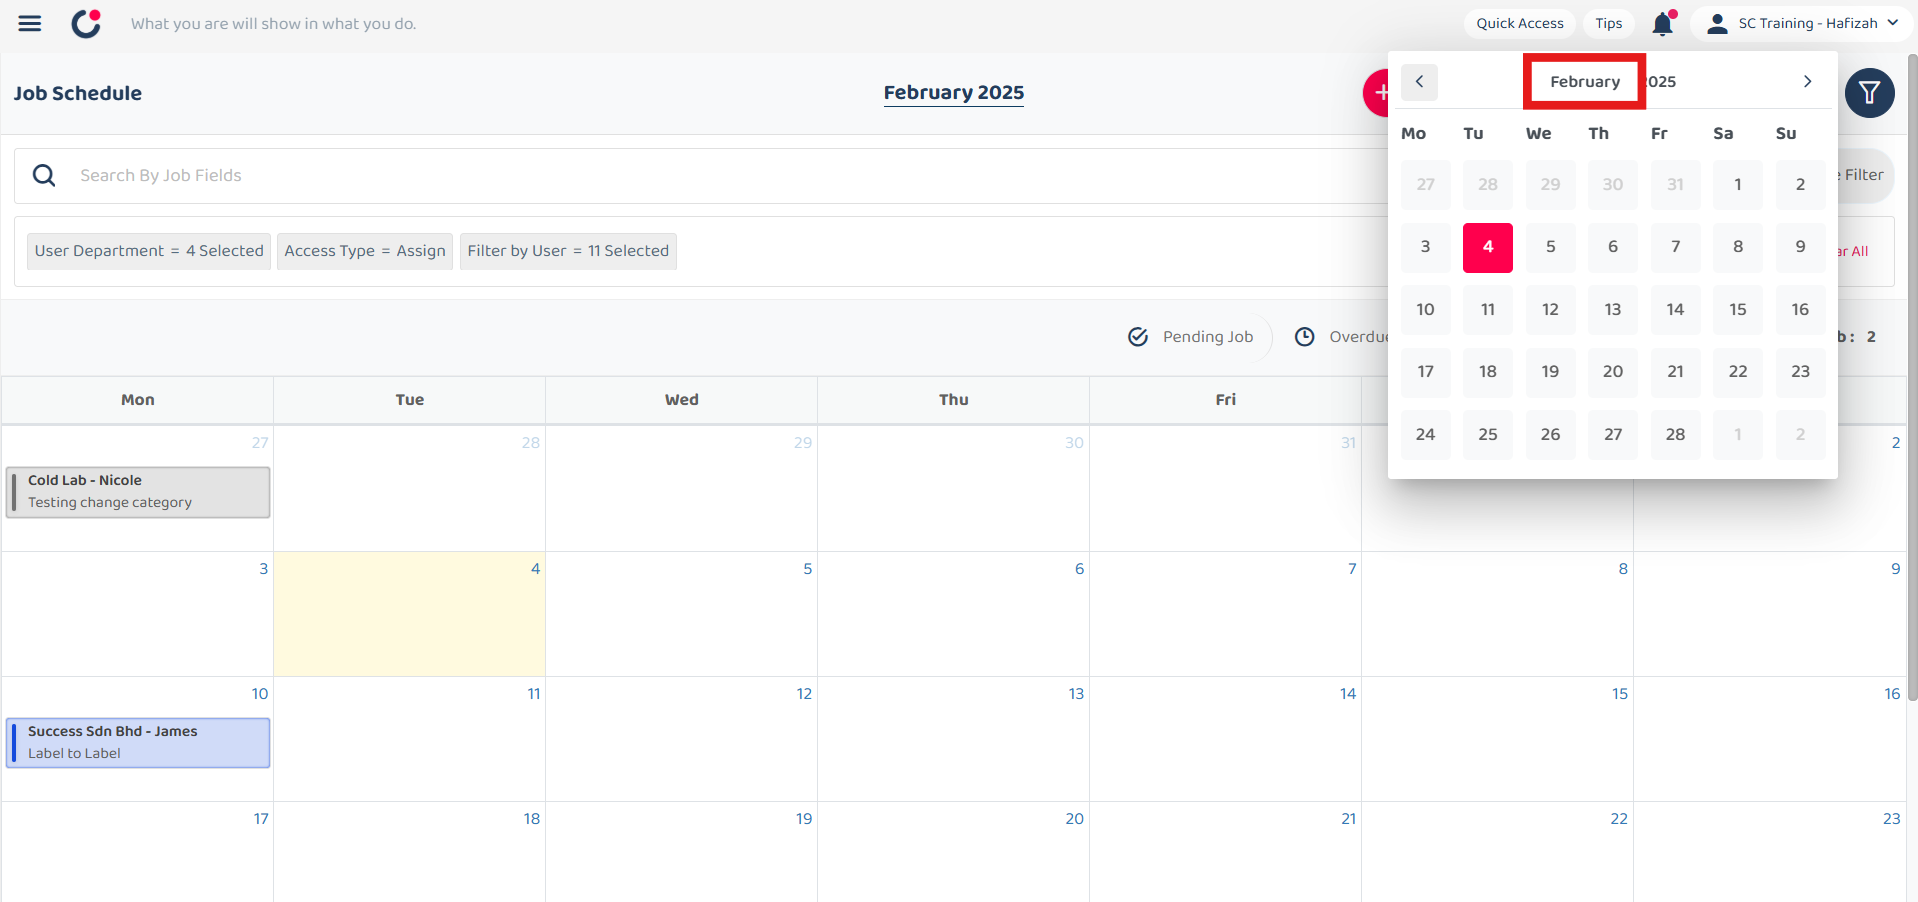 What you are will show in what you do.
Quick Access
Tips
SC Training - Hafizah
Job Schedule
February 2025
Search By Job Fields
Filter
User Department = 4 Selected
Access Type = Assign
Filter by User = 11 Selected
All
Pending Job
2
February
Mo Tu We Th Fr Sa Su
27 28 29 30 31 1 2
3 4 5 6 7 8 9
10 11 12 13 14 15 16
17 18 19 20 21 22 23
24 25 26 27 28 1 2
Mon Tue Wed Thu Fri
27 28 29 30 31 2
Cold Lab - Nicole
Testing change category
3 4 5 6 7 8 9
10 11 12 13 14 15 16
Success Sdn Bhd - James
Label to Label
17 18 19 20 21 22 23